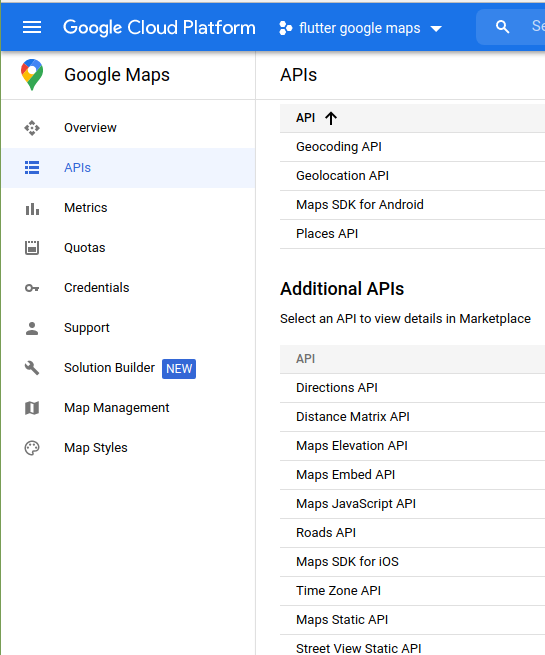 Google Cloud Platform
flutter google maps
Se
Google Maps
APIs
Overview
APIs
Metrics
Quotas
Credentials
Support
Solution Builder NEW
Map Management
Map Styles
API
Geocoding API
Geolocation API
Maps SDK for Android
Places API
Additional APIs
Select an API to view details in Marketplace
API
Directions API
Distance Matrix API
Maps Elevation API
Maps Embed API
Maps JavaScript API
Roads API
Maps SDK for iOS
Time Zone API
Maps Static API
Street View Static API